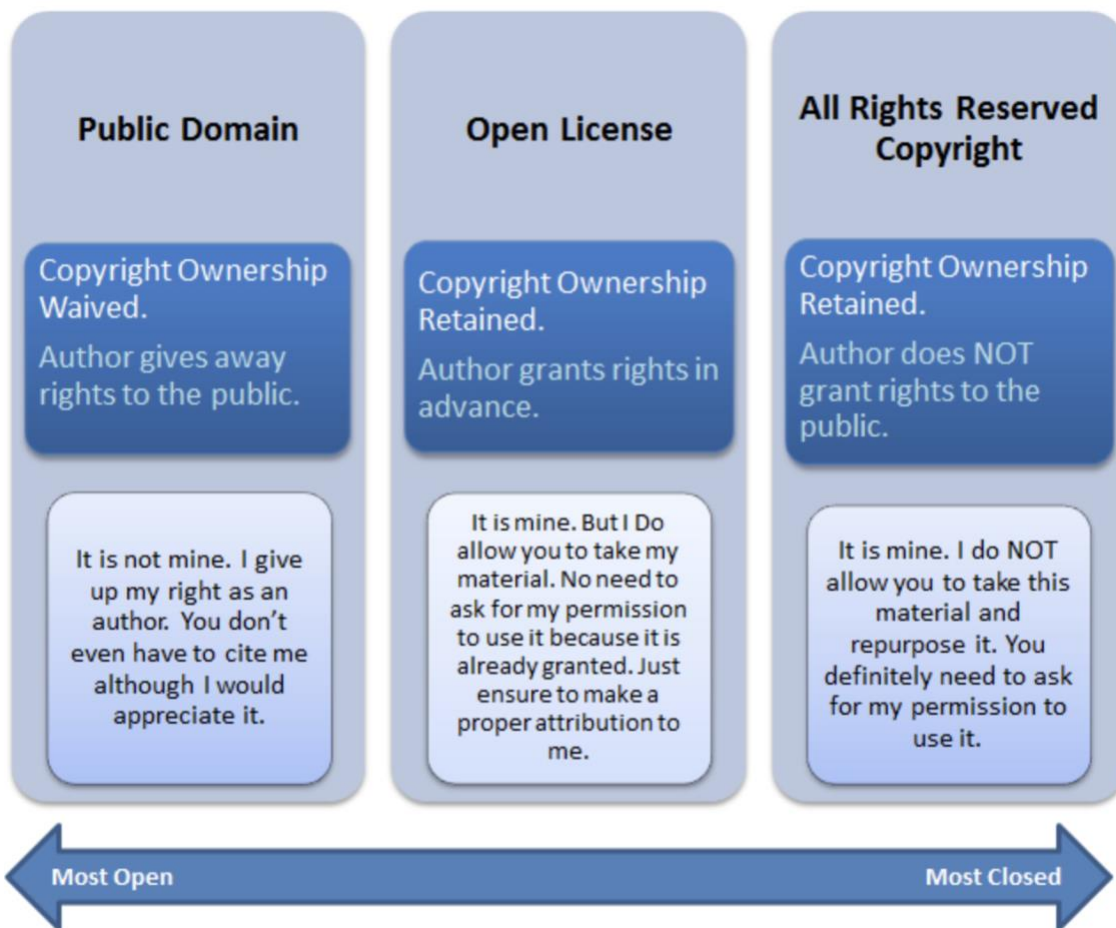 Public Domain
Copyright Ownership
Waived.
Author gives away
rights to the public.
It is not mine. I give
up my right as an
author. You don't
even have to cite me
although I would
appreciate it.
Open License
Copyright Ownership
Retained.
Author grants rights in
advance.
It is mine. But I Do
allow you to take my
material. No need to
ask for my permission
to use it because it is
already granted. Just
ensure to make a
proper attribution to
me.
All Rights Reserved
Copyright
Copyright Ownership
Retained.
Author does NOT
grant rights to the
public.
It is mine. I do NOT
allow you to take this
material and
repurpose it. You
definitely need to ask
for my permission to
use it.
Most Open
Most Closed